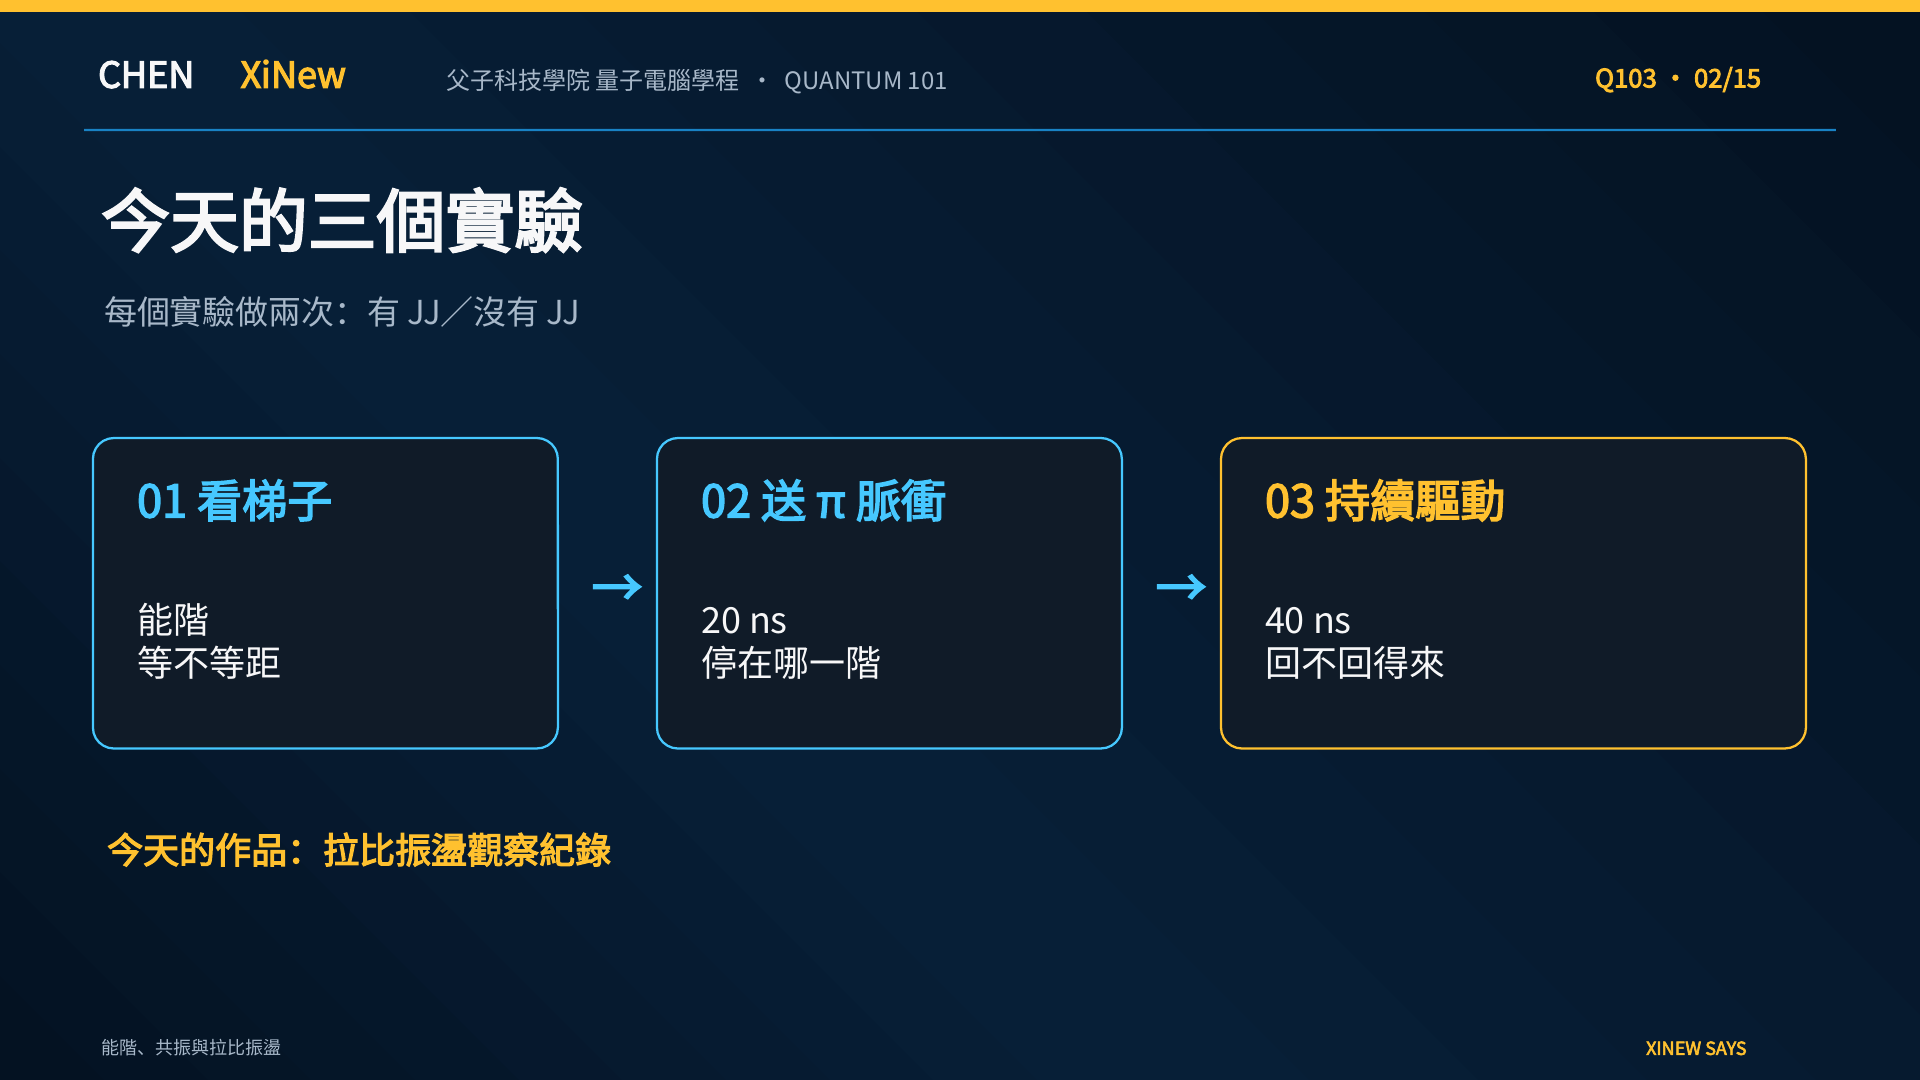 CHEN XiNew 父子科技學院 量子電腦學程 ・ QUANTUM 101 Q103 ・ 02/15
今天的三個實驗
每個實驗做兩次：有 JJ／沒有 JJ
01 看梯子
能階
等不等距
→
02 送 π 脈衝
20 ns
停在哪一階
→
03 持續驅動
40 ns
回不回得來
今天的作品：拉比振盪觀察紀錄
能階、共振與拉比振盪
XINEW SAYS